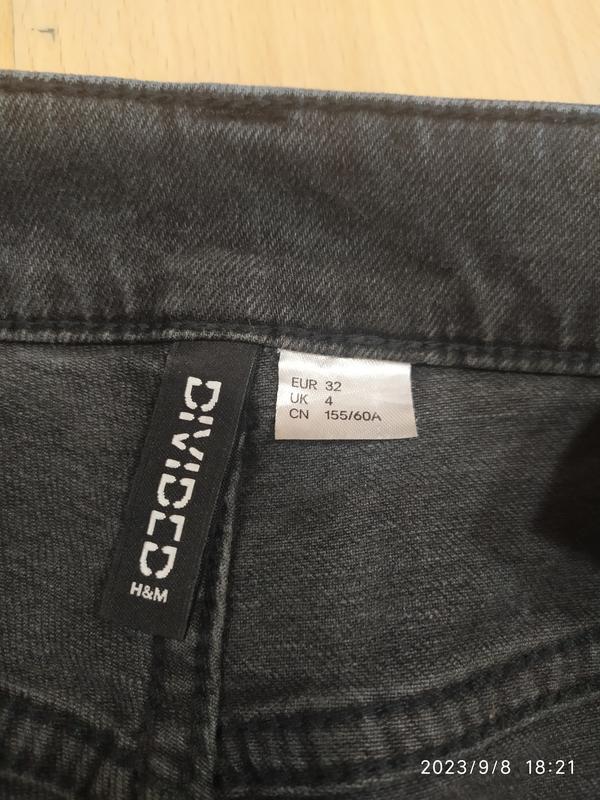 DIVIDED
H&M
EUR 32
UK 4
CN 155/60A
2023/9/8 18:21